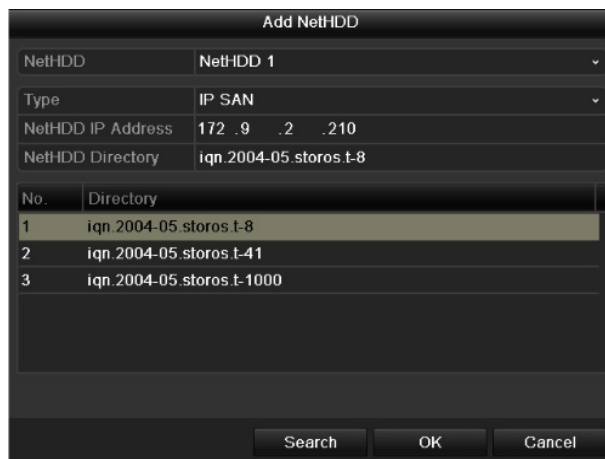 Add NetHDD
NetHDD NetHDD 1
Type IP SAN
NetHDD IP Address 172 .9 .2 .210
NetHDD Directory iqn.2004-05.storos.t-8
No. Directory
1 iqn.2004-05.storos.t-8
2 iqn.2004-05.storos.t-41
3 iqn.2004-05.storos.t-1000
Search OK Cancel